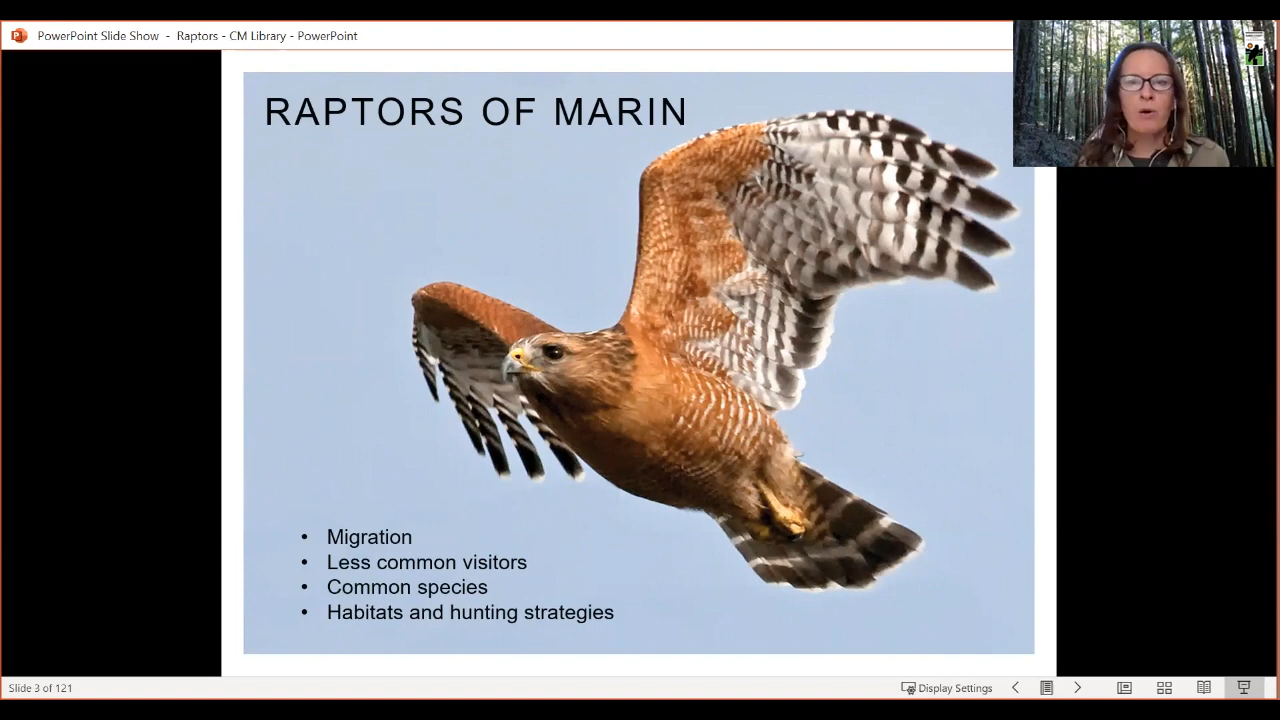 PowerPoint Slide Show - Raptors - CM Library - PowerPoint
RAPTORS OF MARIN
• Migration
• Less common visitors
• Common species
• Habitats and hunting strategies
Slide 3 of 121
Display Settings